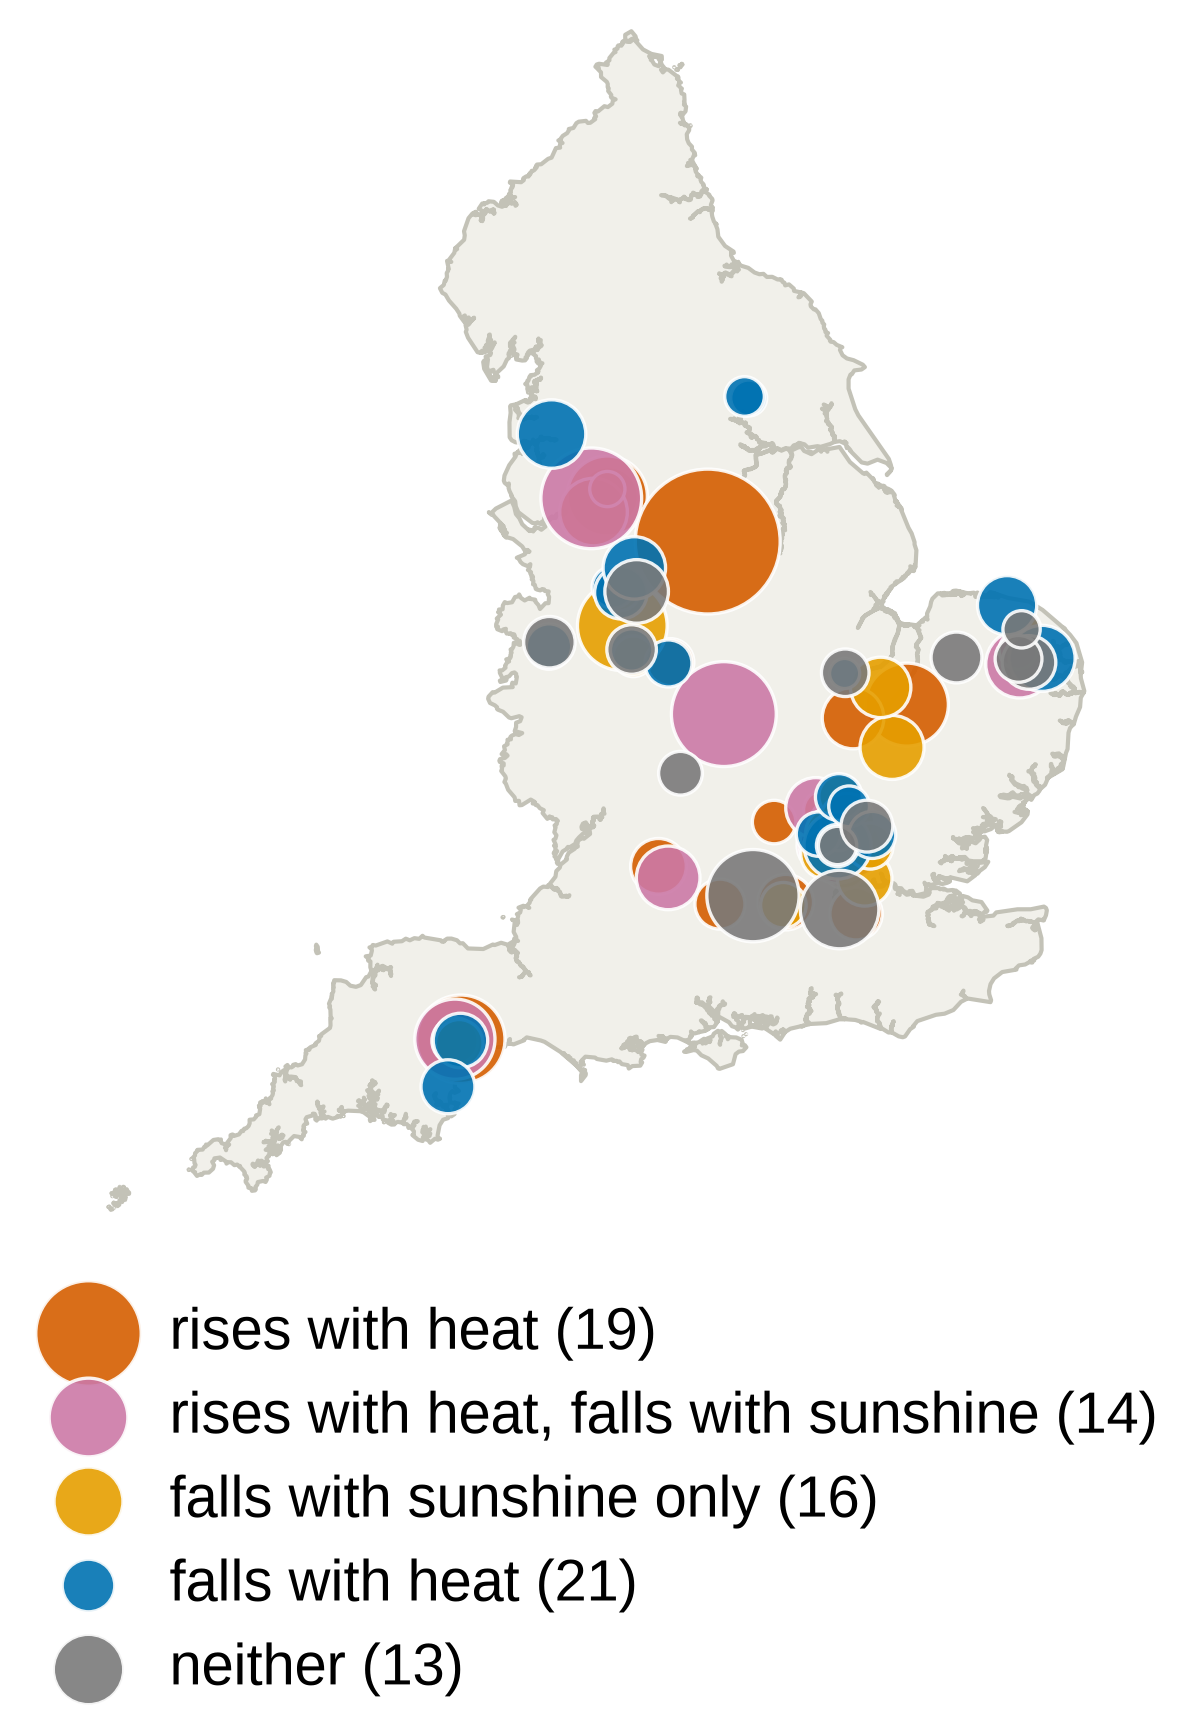 rises with heat (19)
rises with heat, falls with sunshine (14)
falls with sunshine only (16)
falls with heat (21)
neither (13)